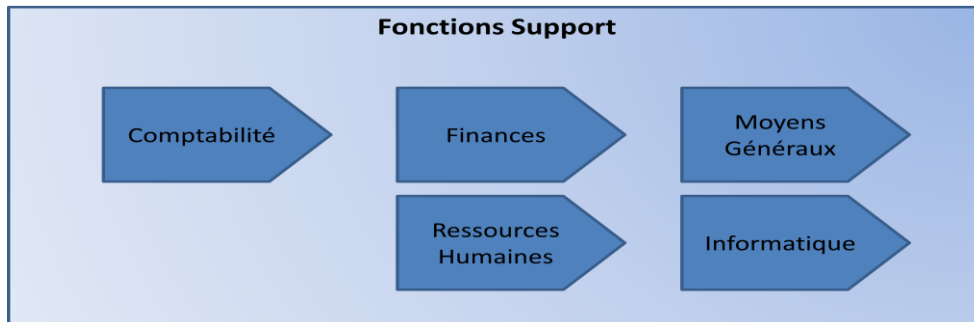 Fonctions Support
Comptabilité
Finances
Moyens
Généraux
Ressources
Humaines
Informatique